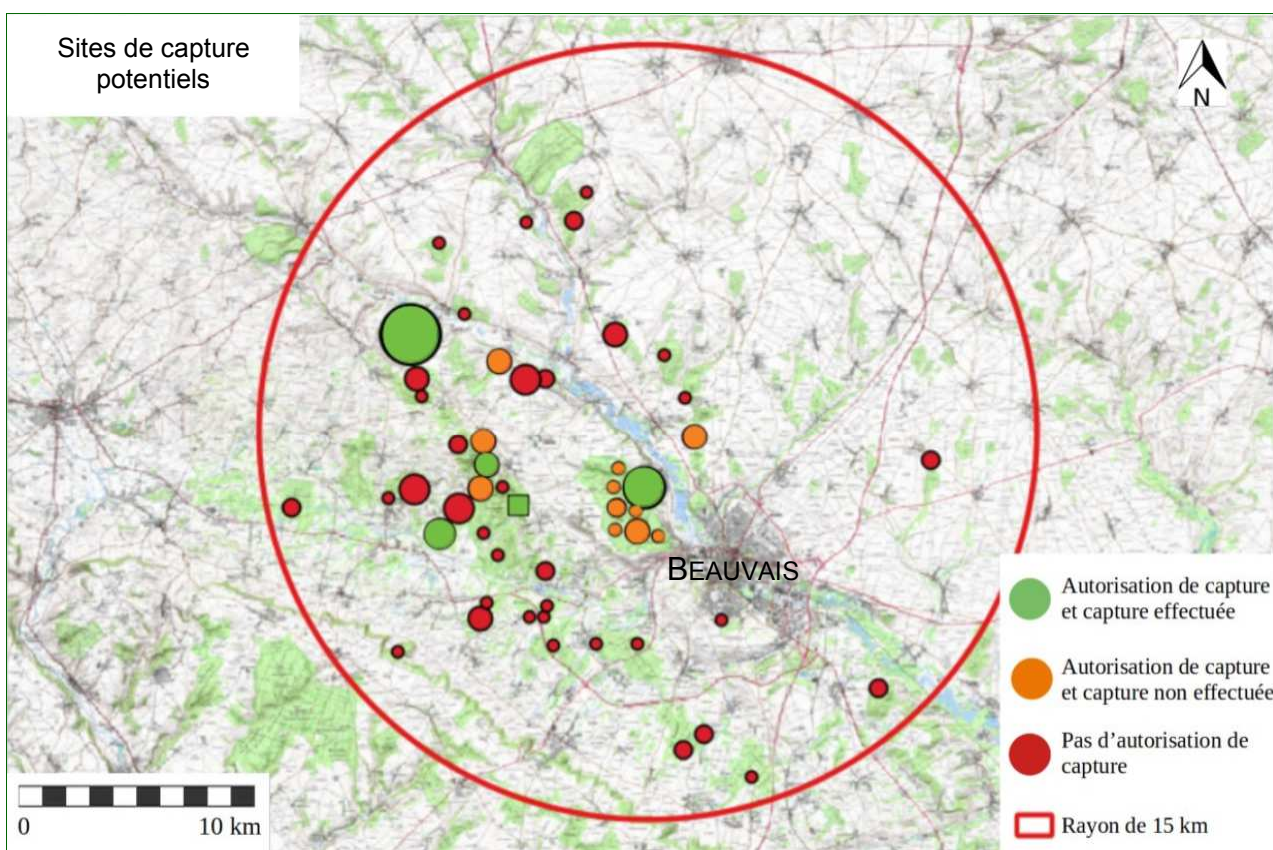 Sites de capture
potentiels
N
BEAUVAIS
Autorisation de capture
et capture effectuée
Autorisation de capture
et capture non effectuée
Pas d'autorisation de
capture
Rayon de 15 km
0 10 km